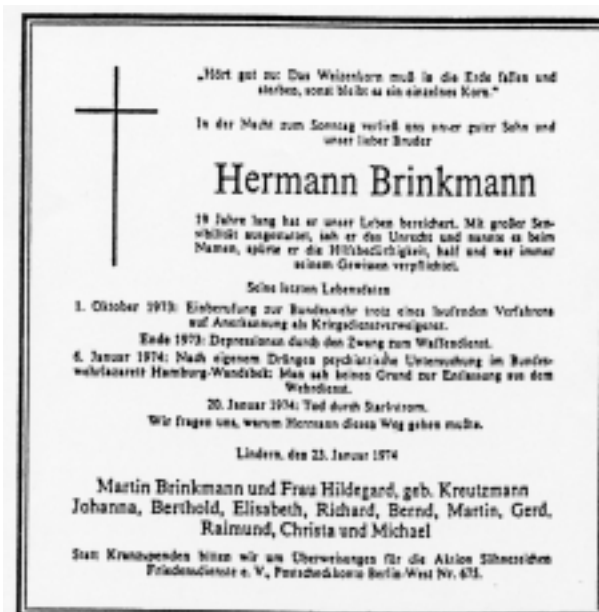 „Hört gut zu: Das Weizenkorn muß in die Erde fallen und
sterben, sonst bleibt es ein einzelnes Korn.“
In der Nacht zum Sonntag verließ uns unser guter Sohn und
unser lieber Bruder
Hermann Brinkmann
19 Jahre lang hat er unser Leben bereichert. Mit großer Sen-
sibilität ausgestattet, sah er das Unrecht und nannte es beim
Namen, spürte er die Hilfsbedürftigkeit, half und war immer
seinem Gewissen verpflichtet.
Seine letzten Lebensdaten
1. Oktober 1973: Einberufung zur Bundeswehr trotz eines laufenden Verfahrens
auf Anerkennung als Kriegsdienstverweigerer.
Ende 1973: Depressionen durch den Zwang zum Waffendienst.
6. Januar 1974: Nach eigenem Drängen psychiatrische Untersuchung im Bundes-
wehrlazarett Hamburg-Wandsbek: Man sah keinen Grund zur Entlassung aus dem
Wehrdienst.
20. Januar 1974: Tod durch Starkstrom.
Wir fragen uns, warum Hermann diesen Weg gehen mußte.
Lindern, den 23. Januar 1974
Martin Brinkmann und Frau Hildegard, geb. Kreutzmann
Johanna, Berthold, Elisabeth, Richard, Bernd, Martin, Gerd,
Raimund, Christa und Michael
Statt Kranzspenden bitten wir um Überweisungen für die Aktion Sühnezeichen
Friedensdienste e. V., Postscheckkonto Berlin-West Nr. 675.